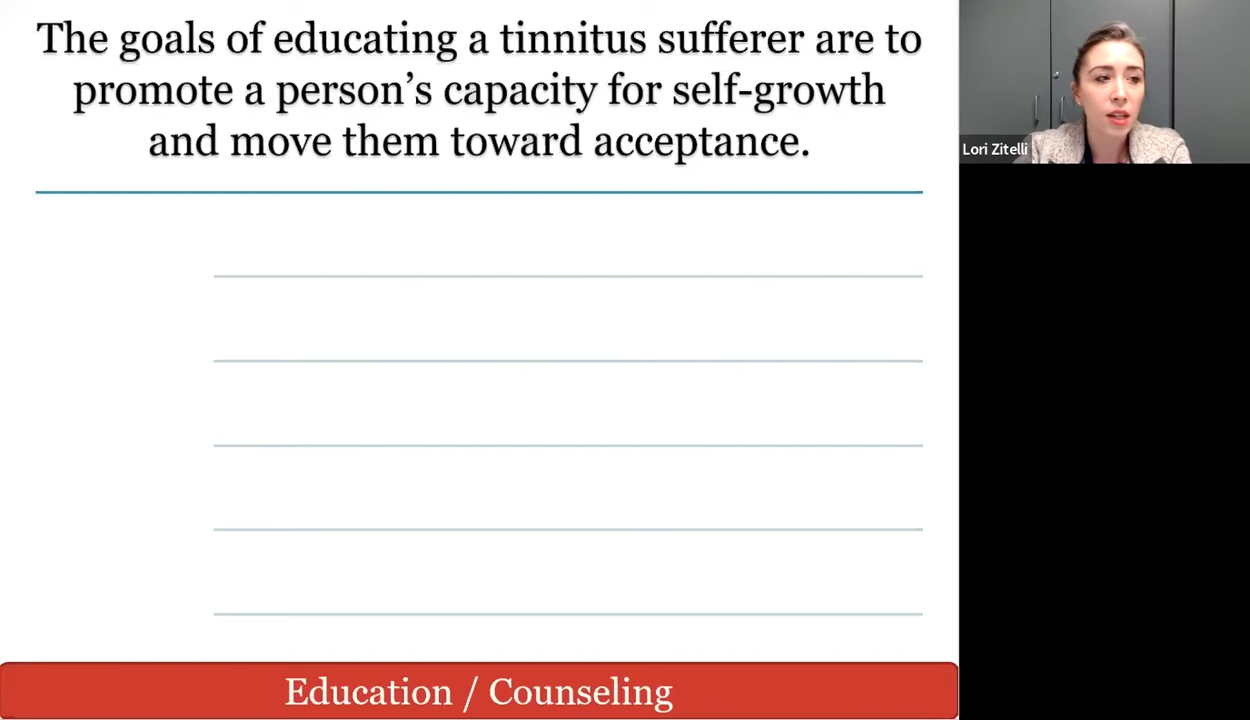 The goals of educating a tinnitus sufferer are to
promote a person’s capacity for self-growth
and move them toward acceptance.
Lori Zitelli
Education / Counseling